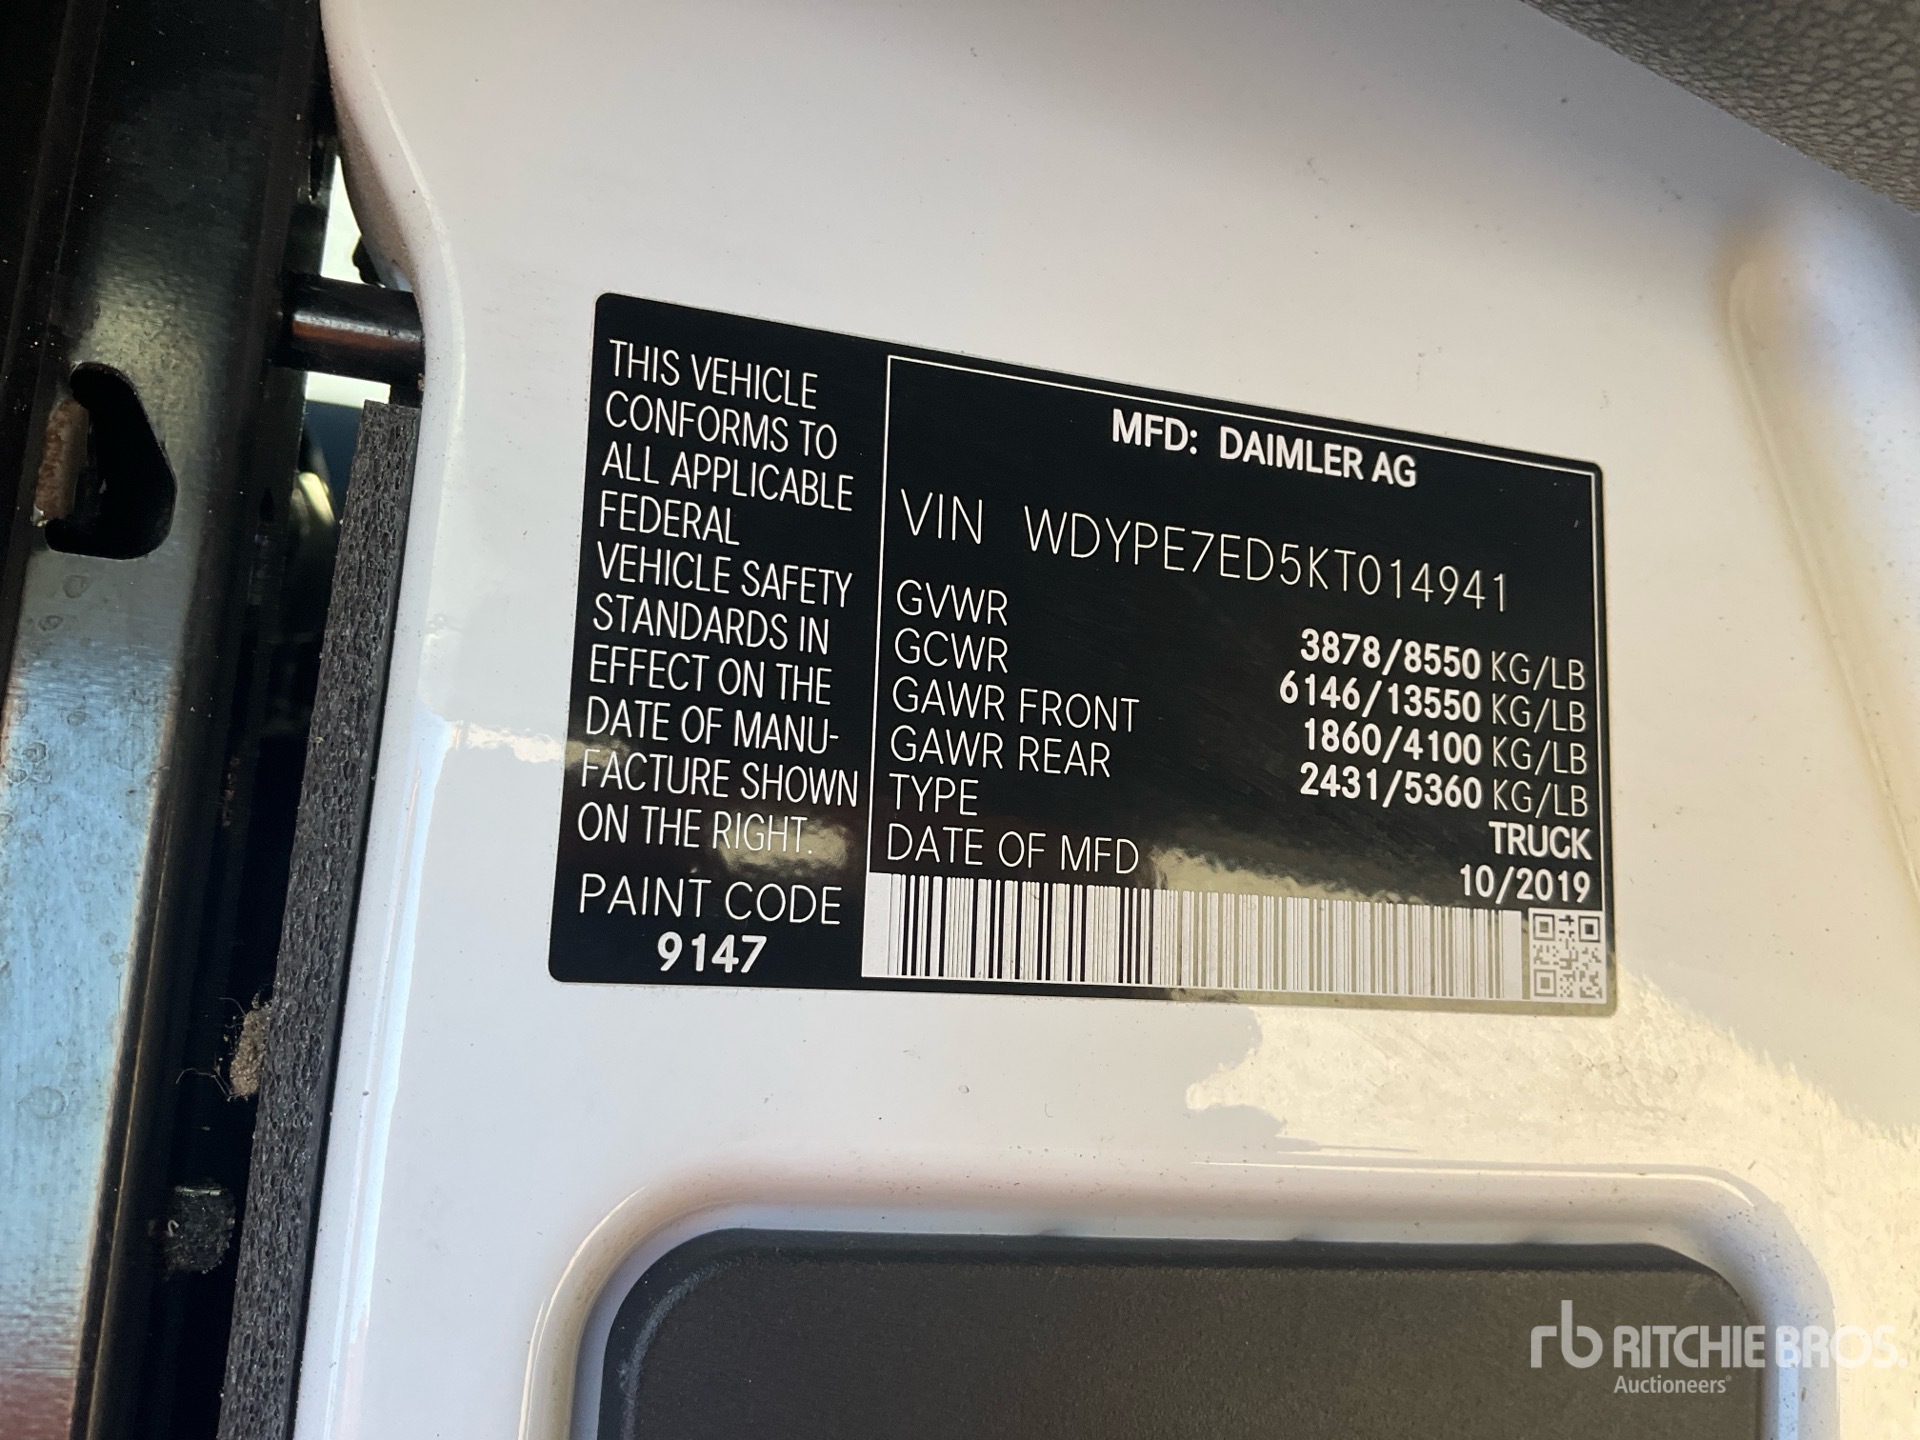 THIS VEHICLE
CONFORMS TO
ALL APPLICABLE
FEDERAL
VEHICLE SAFETY
STANDARDS IN
EFFECT ON THE
DATE OF MANU-
FACTURE SHOWN
ON THE RIGHT.
PAINT CODE
9147
MFD: DAIMLER AG
VIN WDYPE7ED5KT014941
GVWR 3878/8550 KG/LB
GCWR 6146/13550 KG/LB
GAWR FRONT 1860/4100 KG/LB
GAWR REAR 2431/5360 KG/LB
TYPE TRUCK
DATE OF MFD 10/2019
rb RITCHIE BROS.
Auctioneers